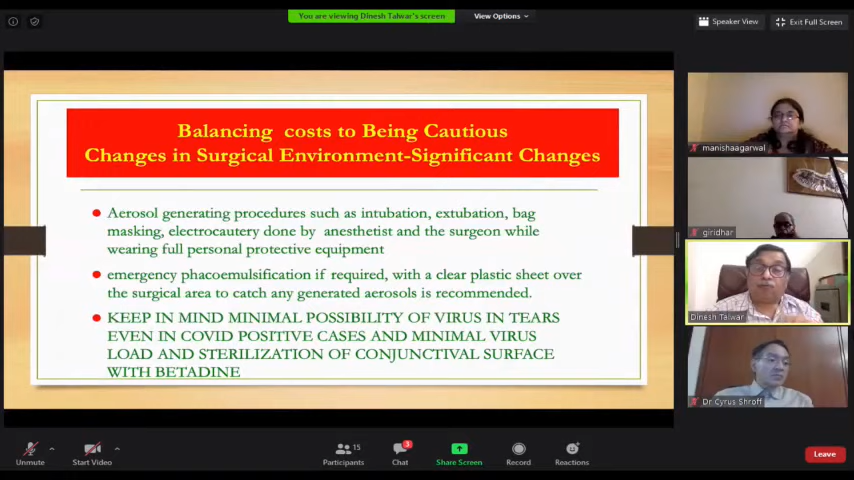 You are viewing Dinesh Talwar's screen
View Options
Speaker View
Exit Full Screen
Balancing costs to Being Cautious
Changes in Surgical Environment-Significant Changes
Aerosol generating procedures such as intubation, extubation, bag
masking, electrocautery done by anesthetist and the surgeon while
wearing full personal protective equipment
emergency phacoemulsification if required, with a clear plastic sheet over
the surgical area to catch any generated aerosols is recommended.
KEEP IN MIND MINIMAL POSSIBILITY OF VIRUS IN TEARS
EVEN IN COVID POSITIVE CASES AND MINIMAL VIRUS
LOAD AND STERILIZATION OF CONJUNCTIVAL SURFACE
WITH BETADINE
manishaagarwal
giridhar
Dinesh Talwar
Dr Cyrus Shroff
Unmute
Start Video
15
Participants
3
Chat
Share Screen
Record
Reactions
Leave